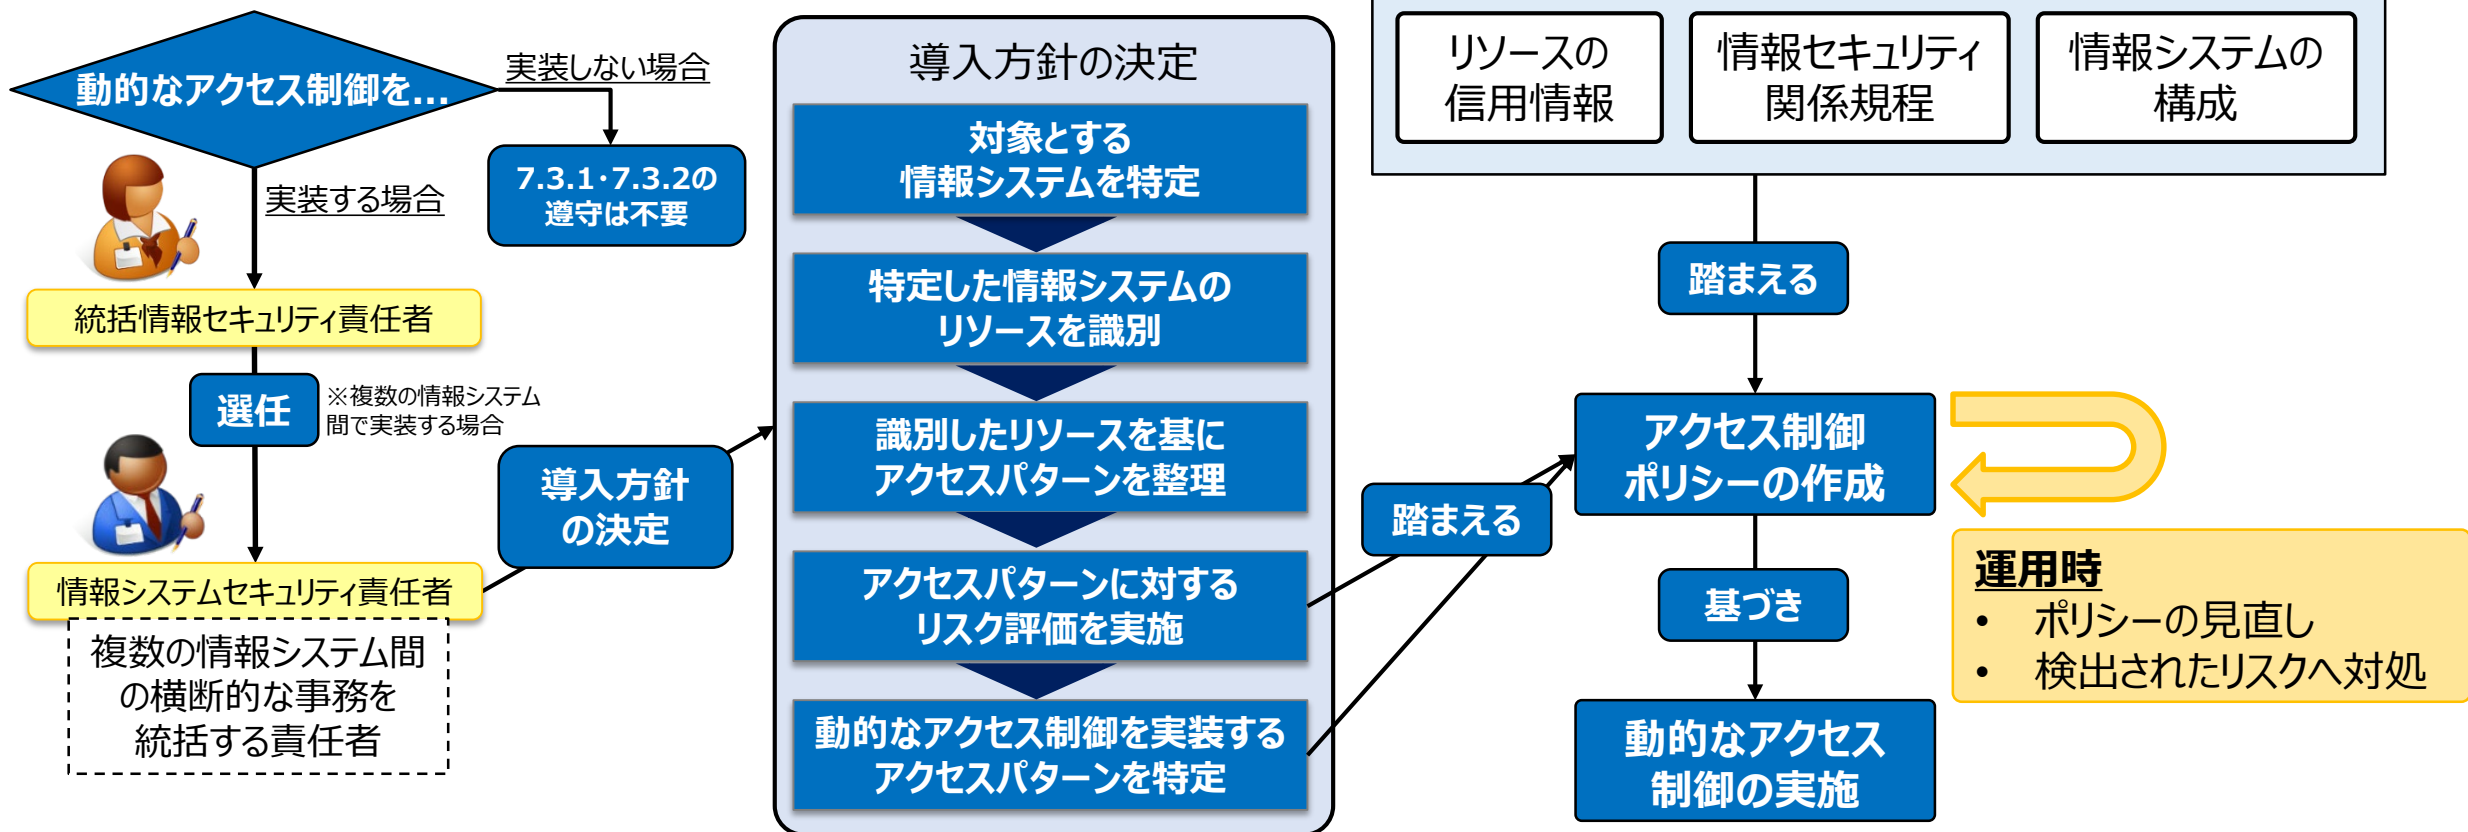 動的なアクセス制御を...
実装しない場合
7.3.1・7.3.2の
遵守は不要
実装する場合
統括情報セキュリティ責任者
選任
※複数の情報システム
間で実装する場合
情報システムセキュリティ責任者
複数の情報システム間
の横断的な事務を
統括する責任者
導入方針
の決定
導入方針の決定
対象とする
情報システムを特定
特定した情報システムの
リソースを識別
識別したリソースを基に
アクセスパターンを整理
アクセスパターンに対する
リスク評価を実施
動的なアクセス制御を実装する
アクセスパターンを特定
踏まえる
リソースの
信用情報
情報セキュリティ
関係規程
情報システムの
構成
踏まえる
アクセス制御
ポリシーの作成
基づき
動的なアクセス
制御の実施
運用時
• ポリシーの見直し
• 検出されたリスクへ対処